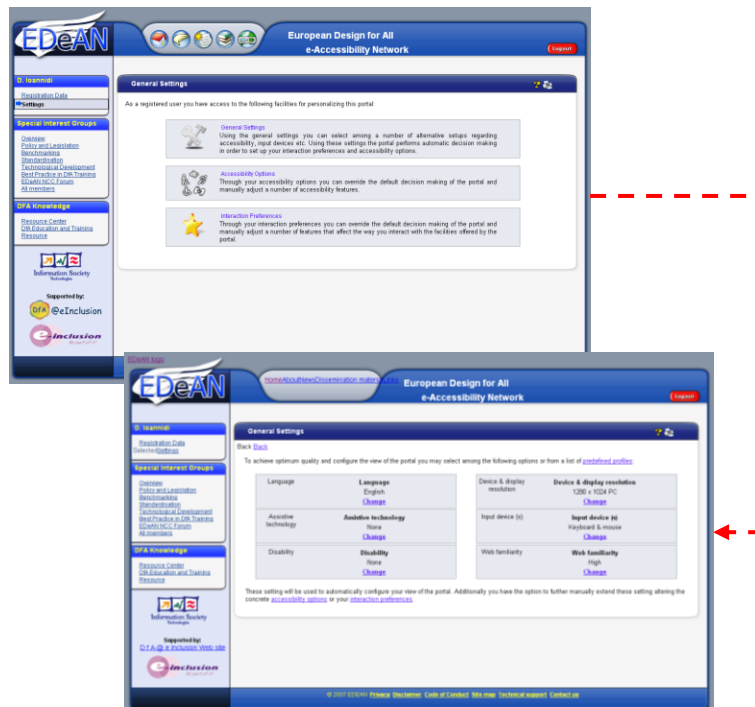 EDeAN
European Design for All
e-Accessibility Network
Logout
D. Ioannidi
Registration Data
Settings
Special Interest Groups
Overview
Policy and Legislation
Benchmarking
Standardisation
Technological Development
Best Practice in DfA Training
EDeAN NCC Forum
All members
DFA Knowledge
Resource Center
DfA Education and Training
Resource
Information Society
Technologies
Supported by:
DfA @eInclusion
e-inclusion
General Settings
As a registered user you have access to the following facilities for personalizing this portal:
General Settings
Using the general settings you can select among a number of alternative setups regarding
accessibility, input devices etc. Using these settings the portal performs automatic decision making
in order to set up your interaction preferences and accessibility options.
Accessibility Options
Through your accessibility options you can override the default decision making of the portal and
manually adjust a number of accessibility features.
Interaction Preferences
Through your interaction preferences you can override the default decision making of the portal and
manually adjust a number of features that affect the way you interact with the facilities offered by the
portal.
EDeAN logo
EDeAN
HomeAboutNewsDissemination material
European Design for All
e-Accessibility Network
Logout
D. Ioannidi
Registration Data
SelectedSettings
Special Interest Groups
Overview
Policy and Legislation
Benchmarking
Standardisation
Technological Development
Best Practice in DfA Training
EDeAN NCC Forum
All members
DFA Knowledge
Resource Center
DfA Education and Training
Resource
Information Society
Technologies
Supported by:
D f A @ e Inclusion Web site
e-inclusion
General Settings
Back Back
To achieve optimum quality and configure the view of the portal you may select among the following options or from a list of predefined profiles:
Language Language
English
Change
Device & display resolution Device & display resolution
1280 x 1024 PC
Change
Assistive technology Assistive technology
None
Change
Input device (s) Input device (s)
Keyboard & mouse
Change
Disability Disability
None
Change
Web familiarity Web familiarity
High
Change
These setting will be used to automatically configure your view of the portal. Additionally you have the option to further manually extend these setting altering the
concrete accessibility options or your interaction preferences.
© 2007 EDEAN Privacy Disclaimer Code of Conduct Site map Technical support Contact us